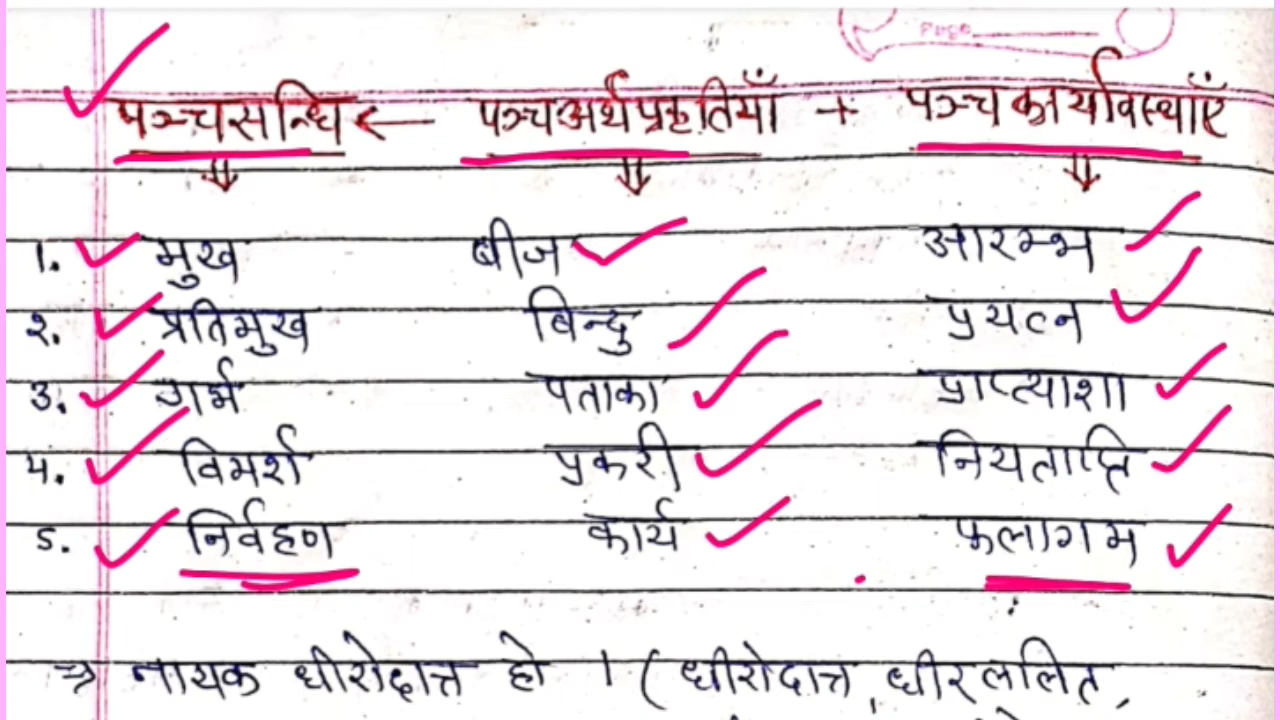 Page
पञ्चसन्धि ← पञ्चअर्थप्रकृतियाँ + पञ्चकार्यावस्थाएँ
⇓ ⇓ ⇓
१. मुख बीज आरम्भ
२. प्रतिमुख बिन्दु प्रयत्न
३. गर्भ पताका प्राप्त्याशा
४. विमर्श प्रकरी नियताप्ति
५. निर्वहण कार्य फलागम
⇒ नायक धीरोदात्त हो । ( धीरोदात्त, धीरललित,